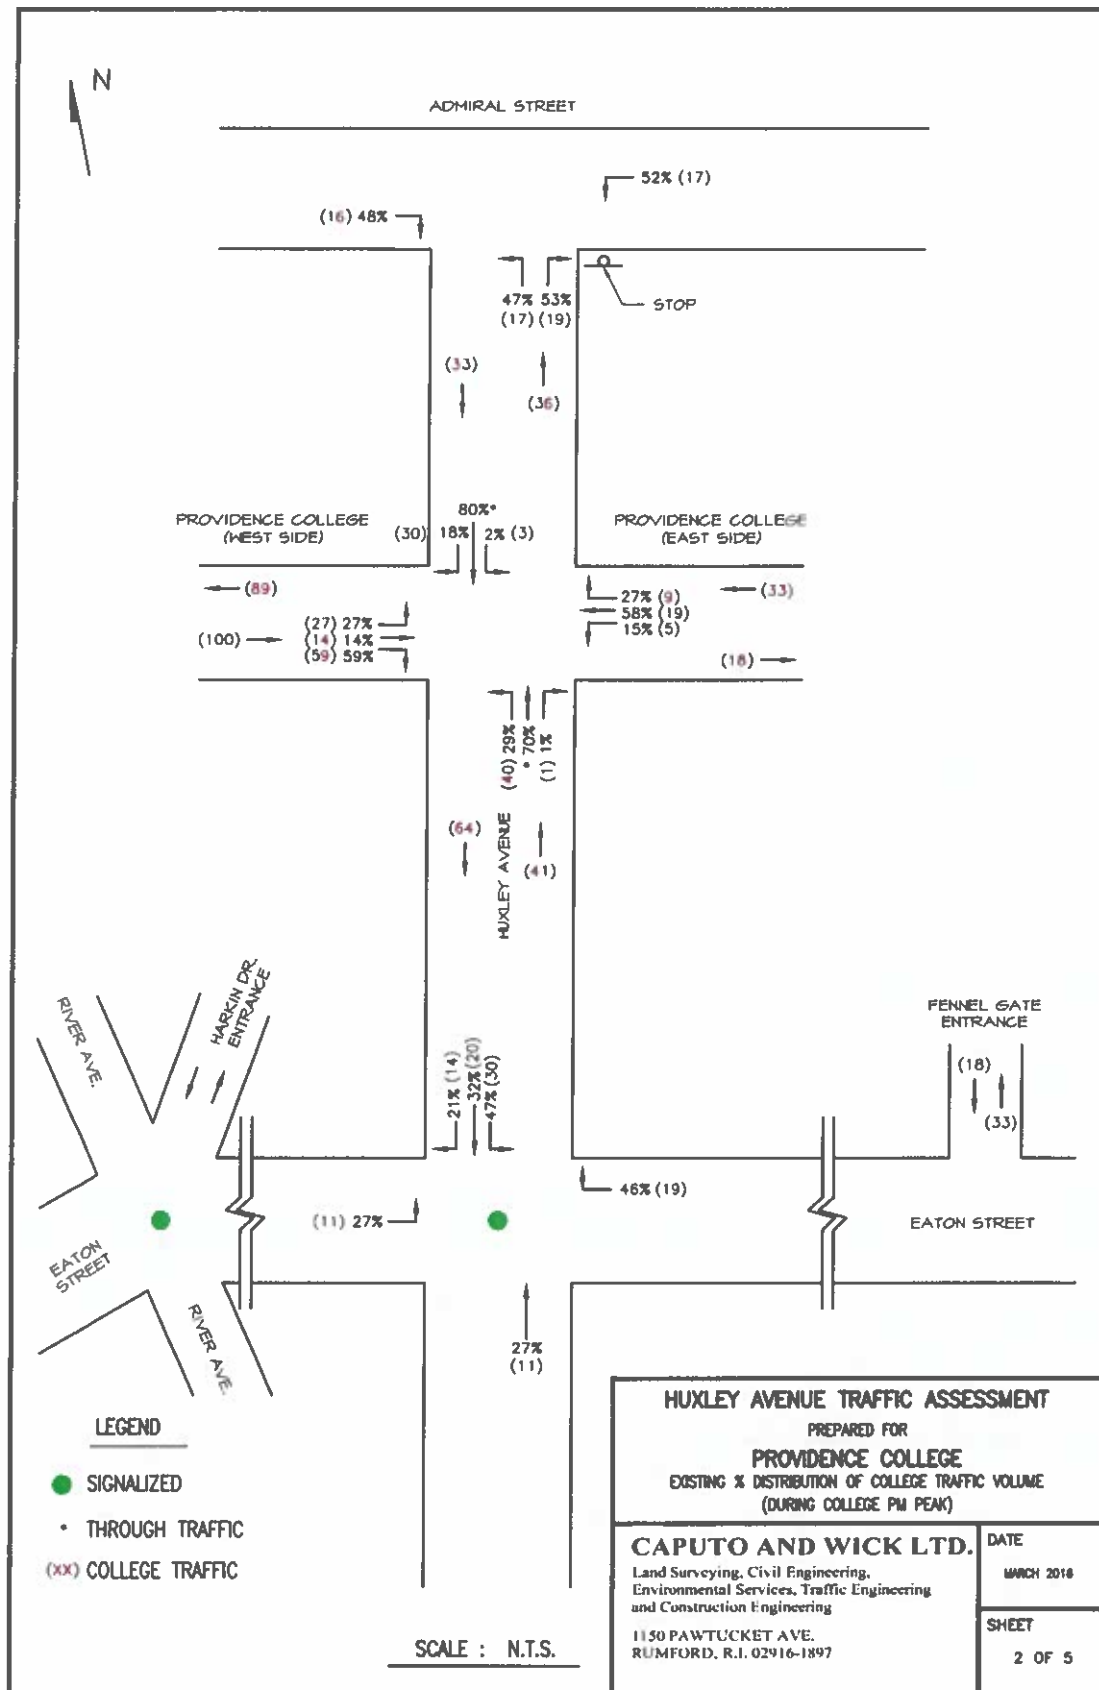 N
ADMIRAL STREET
52% (17)
(16) 48%
47% 53%
(17) (19)
STOP
(33)
(36)
80%*
PROVIDENCE COLLEGE
(WEST SIDE)
(30) 18% 2% (3)
PROVIDENCE COLLEGE
(EAST SIDE)
(89)
27% (9)
58% (19)
15% (5)
(33)
(100)
(27) 27%
(14) 14%
(59) 59%
(18)
(40) 29%
* 70%
(1) 1%
(64)
HUXLEY AVENUE
(41)
RIVER AVE.
HARKIN DR.
ENTRANCE
FENNEL GATE
ENTRANCE
(18)
(33)
21% (14)
32% (20)
47% (30)
46% (19)
(11) 27%
EATON STREET
EATON
STREET
RIVER AVE.
27%
(11)
LEGEND
SIGNALIZED
* THROUGH TRAFFIC
(XX) COLLEGE TRAFFIC
SCALE : N.T.S.
HUXLEY AVENUE TRAFFIC ASSESSMENT
PREPARED FOR
PROVIDENCE COLLEGE
EXISTING % DISTRIBUTION OF COLLEGE TRAFFIC VOLUME
(DURING COLLEGE PM PEAK)
CAPUTO AND WICK LTD.
Land Surveying, Civil Engineering,
Environmental Services, Traffic Engineering
and Construction Engineering
1150 PAWTUCKET AVE.
RUMFORD, R.I. 02916-1897
DATE
MARCH 2016
SHEET
2 OF 5